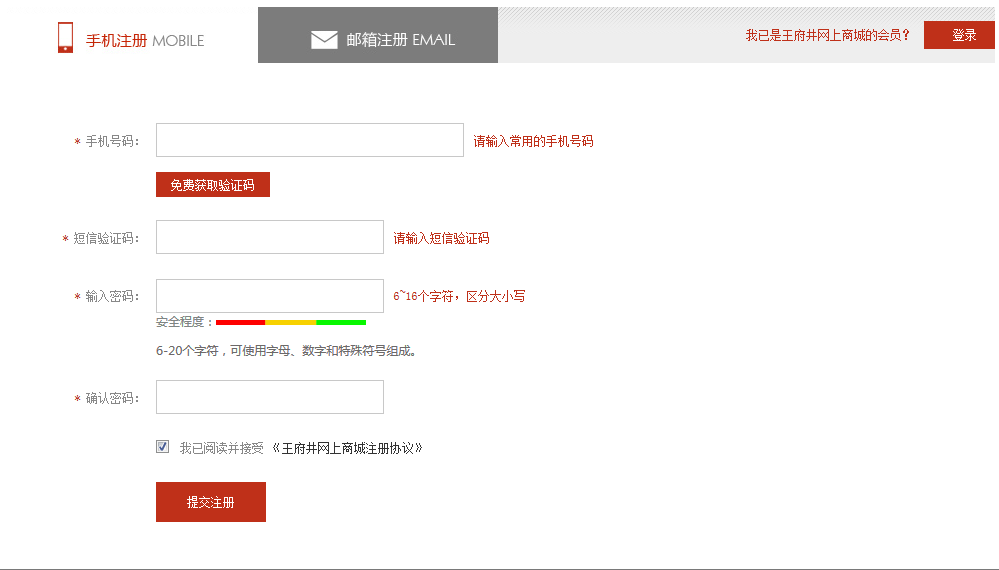 手机注册 MOBILE
邮箱注册 EMAIL
我已是王府井网上商城的会员?
登录
* 手机号码:
请输入常用的手机号码
免费获取验证码
* 短信验证码:
请输入短信验证码
* 输入密码:
6~16个字符，区分大小写
安全程度：
6-20个字符，可使用字母、数字和特殊符号组成。
* 确认密码:
我已阅读并接受 《王府井网上商城注册协议》
提交注册